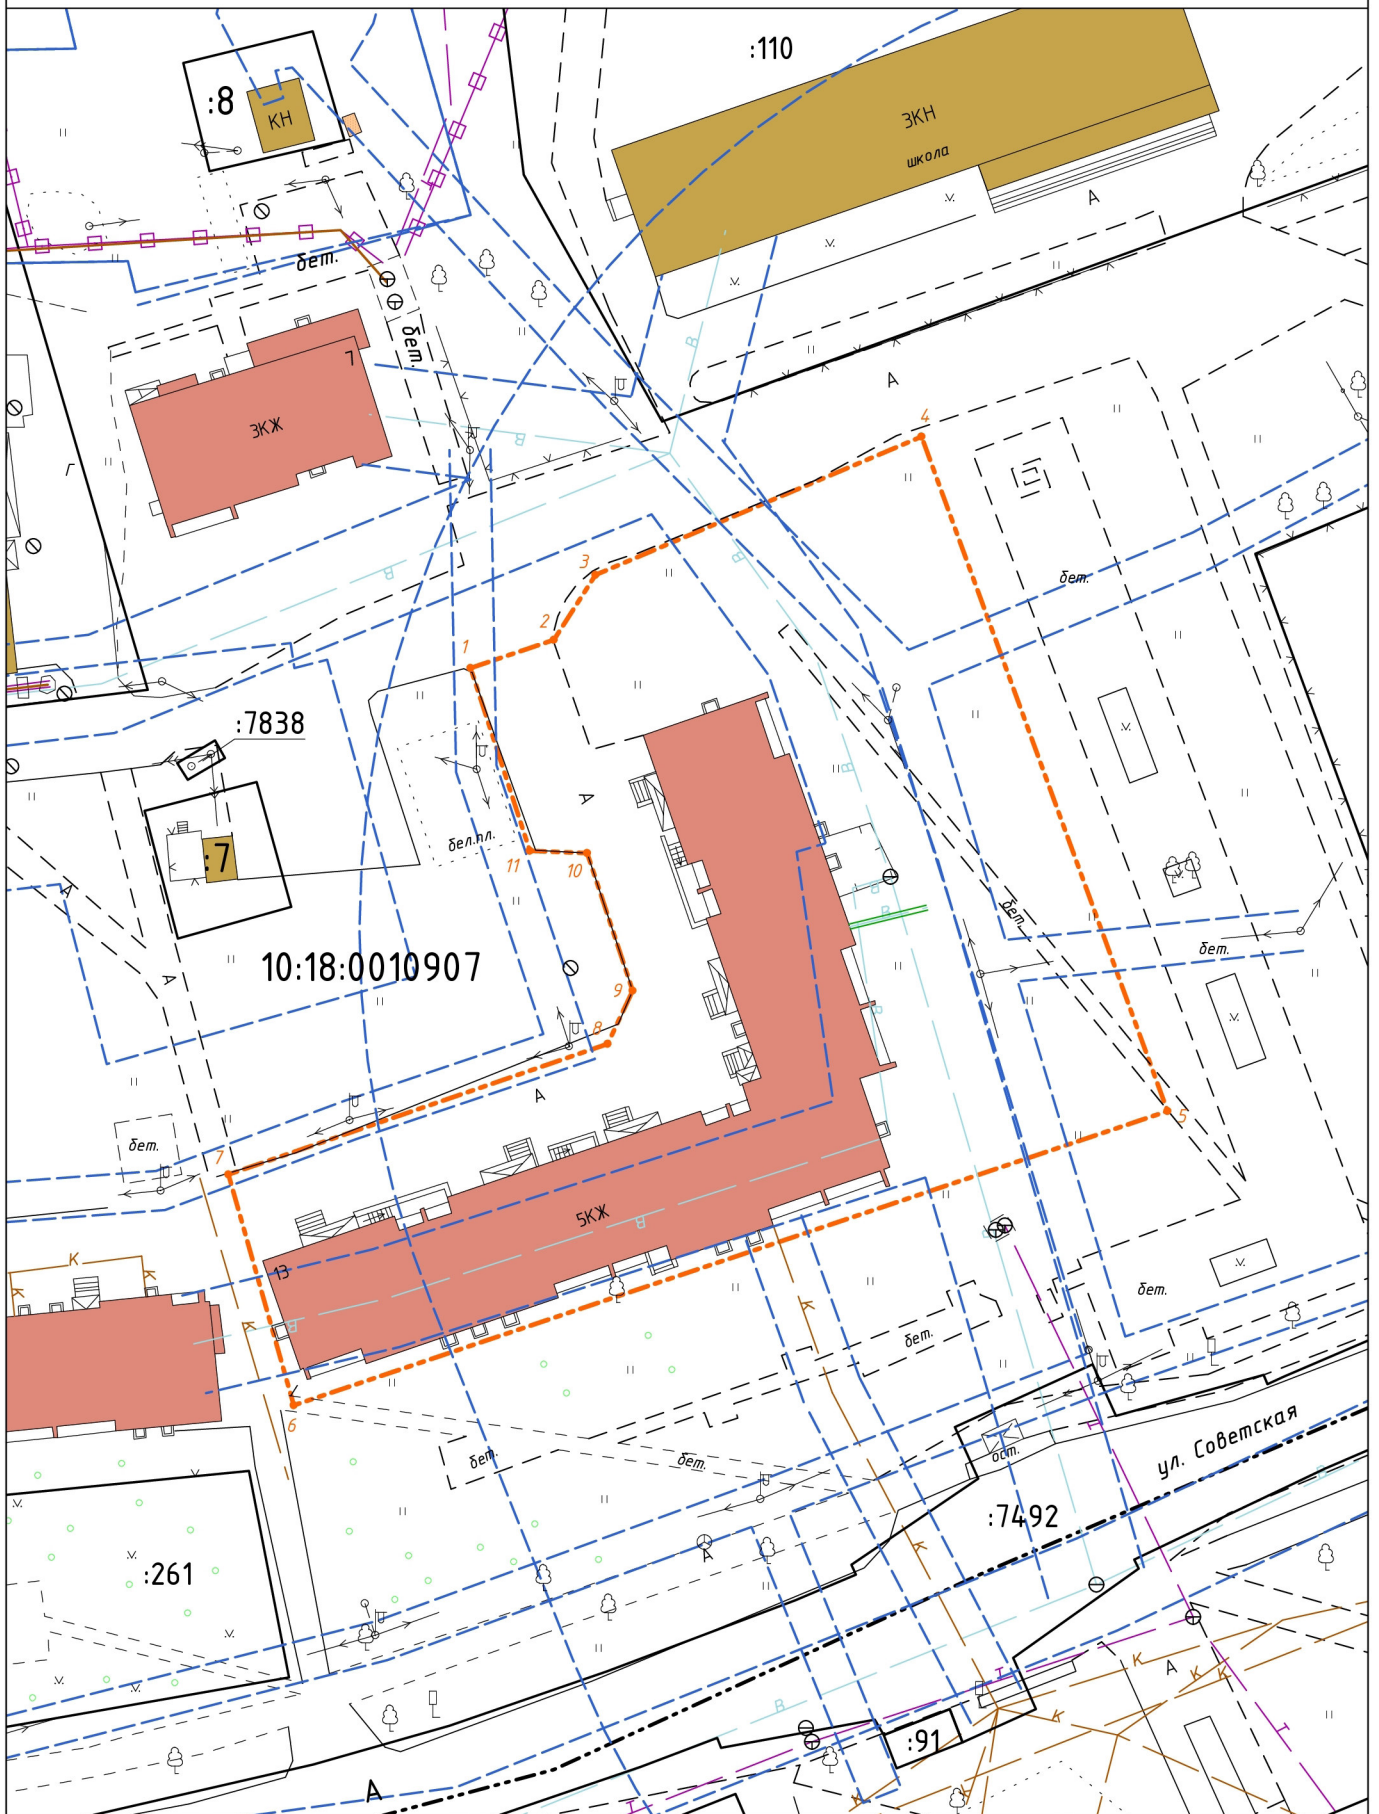 :110
:8
КН
3КН
школа
А
бет.
бет.
7
3КЖ
А
Г
В
В
В
4
3
2
1
В
бет.
:7838
В
А
бел.пл.
:7
11
10
бет.
В
В
А
А
бет.
10:18:0010907
9
8
В
А
5
бет.
7
5КЖ
В
13
К
К
К
К
В
К
В
бет.
бет.
6
бет.
бет.
ост.
Т
ул. Советская
В
:7492
А
К
:261
К
А
К
К
Т
К
В
Т
:91
А
К
К
Т